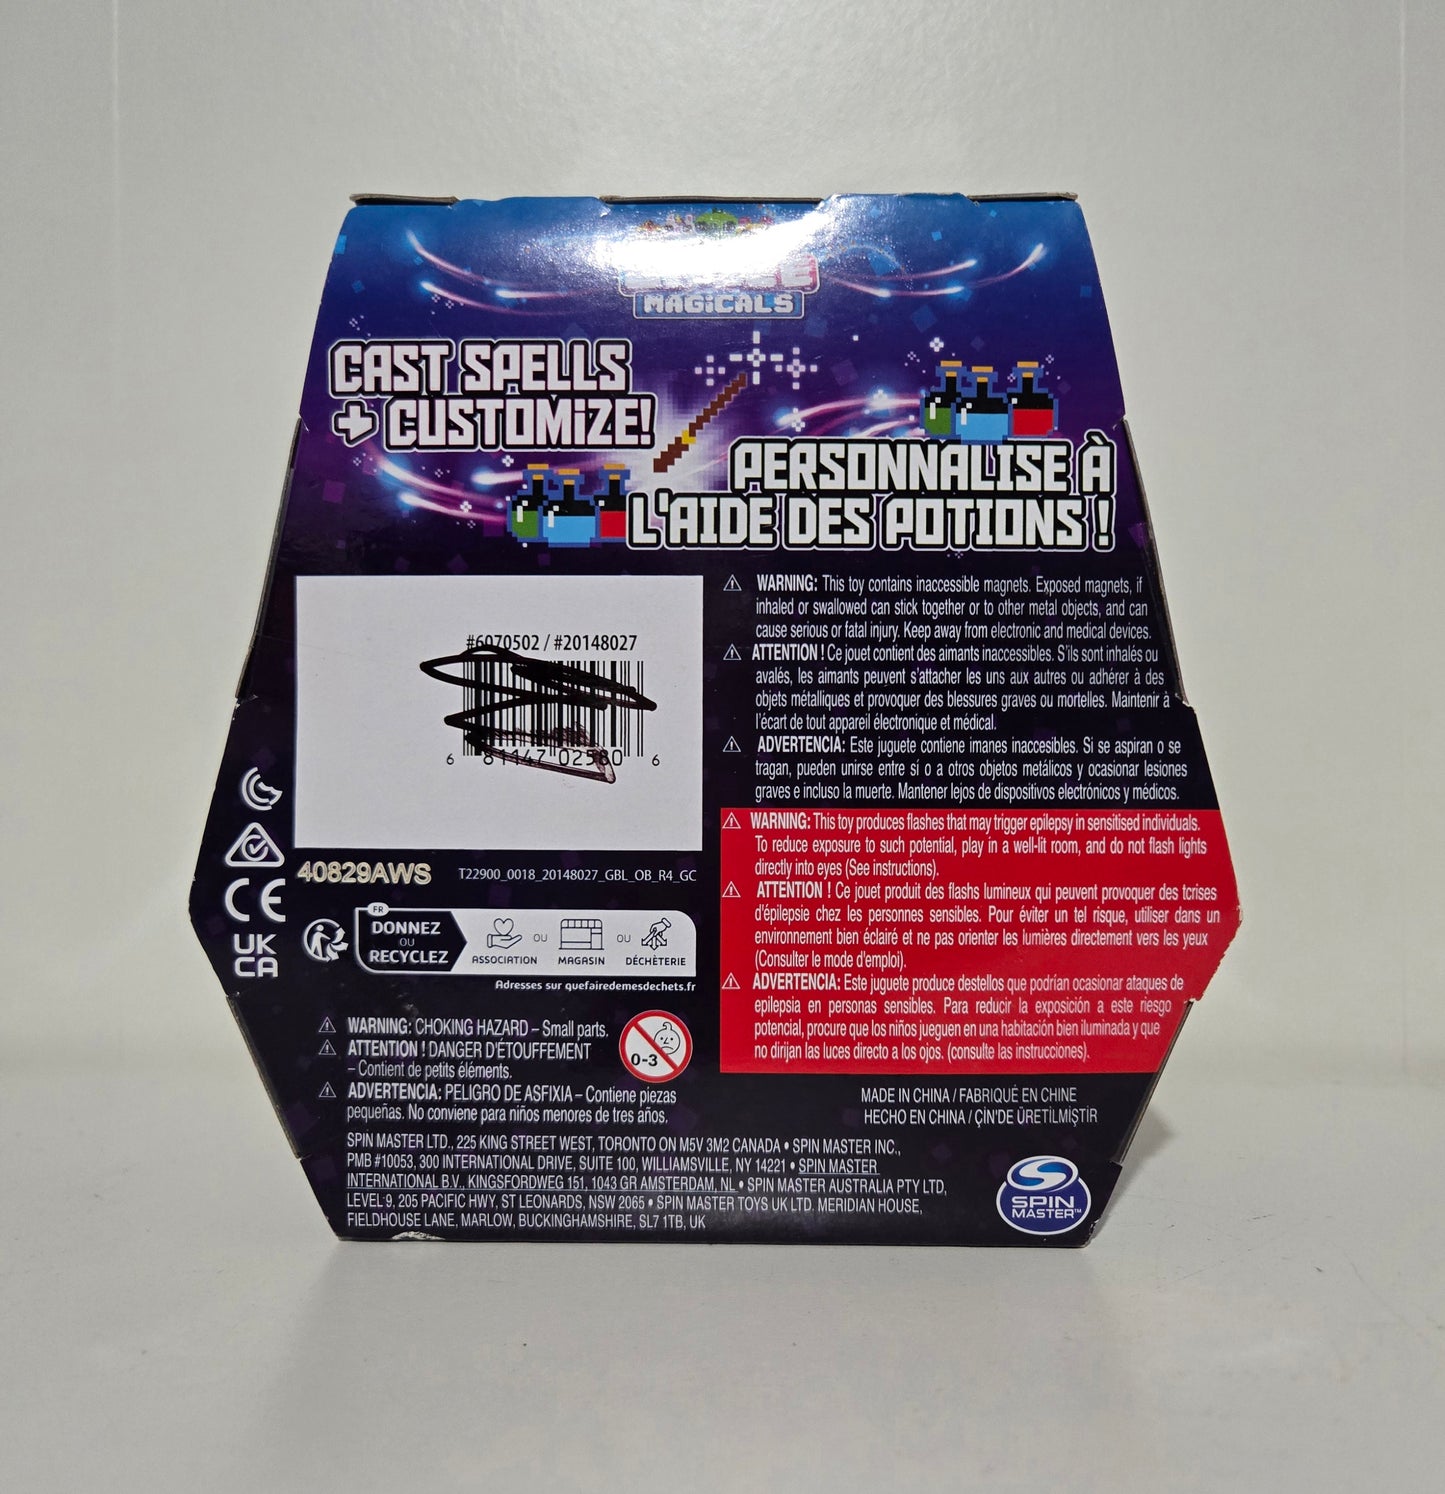 MAGiCALS
CAST SPELLS
+ CUSTOMiZE!
PERSONNALISE À
L'AIDE DES POTIONS !
#6070502 / #20148027
6 81147 02580 6
40829AWS
T22900_0018_20148027_GBL_OB_R4_GC
CE
UK
CA
FR
DONNEZ
OU
RECYCLEZ
ASSOCIATION OU MAGASIN OU DÉCHÈTERIE
Adresses sur quefairedemesdechets.fr
WARNING: CHOKING HAZARD – Small parts.
ATTENTION ! DANGER D'ÉTOUFFEMENT
– Contient de petits éléments.
ADVERTENCIA: PELIGRO DE ASFIXIA – Contiene piezas
pequeñas. No conviene para niños menores de tres años.
0-3
WARNING: This toy contains inaccessible magnets. Exposed magnets, if
inhaled or swallowed can stick together or to other metal objects, and can
cause serious or fatal injury. Keep away from electronic and medical devices.
ATTENTION ! Ce jouet contient des aimants inaccessibles. S'ils sont inhalés ou
avalés, les aimants peuvent s'attacher les uns aux autres ou adhérer à des
objets métalliques et provoquer des blessures graves ou mortelles. Maintenir à
l'écart de tout appareil électronique et médical.
ADVERTENCIA: Este juguete contiene imanes inaccesibles. Si se aspiran o se
tragan, pueden unirse entre sí o a otros objetos metálicos y ocasionar lesiones
graves e incluso la muerte. Mantener lejos de dispositivos electrónicos y médicos.
WARNING: This toy produces flashes that may trigger epilepsy in sensitised individuals.
To reduce exposure to such potential, play in a well-lit room, and do not flash lights
directly into eyes (See instructions).
ATTENTION ! Ce jouet produit des flashs lumineux qui peuvent provoquer des tcrises
d'épilepsie chez les personnes sensibles. Pour éviter un tel risque, utiliser dans un
environnement bien éclairé et ne pas orienter les lumières directement vers les yeux
(Consulter le mode d'emploi).
ADVERTENCIA: Este juguete produce destellos que podrían ocasionar ataques de
epilepsia en personas sensibles. Para reducir la exposición a este riesgo
potencial, procure que los niños jueguen en una habitación bien iluminada y que
no dirijan las luces directo a los ojos. (consulte las instrucciones).
MADE IN CHINA / FABRIQUÉ EN CHINE
HECHO EN CHINA / ÇİN'DE ÜRETİLMİŞTİR
SPIN MASTER LTD., 225 KING STREET WEST, TORONTO ON M5V 3M2 CANADA • SPIN MASTER INC.,
PMB #10053, 300 INTERNATIONAL DRIVE, SUITE 100, WILLIAMSVILLE, NY 14221 • SPIN MASTER
INTERNATIONAL B.V., KINGSFORDWEG 151, 1043 GR AMSTERDAM, NL • SPIN MASTER AUSTRALIA PTY LTD,
LEVEL 9, 205 PACIFIC HWY, ST LEONARDS, NSW 2065 • SPIN MASTER TOYS UK LTD. MERIDIAN HOUSE,
FIELDHOUSE LANE, MARLOW, BUCKINGHAMSHIRE, SL7 1TB, UK
SPIN
MASTER™